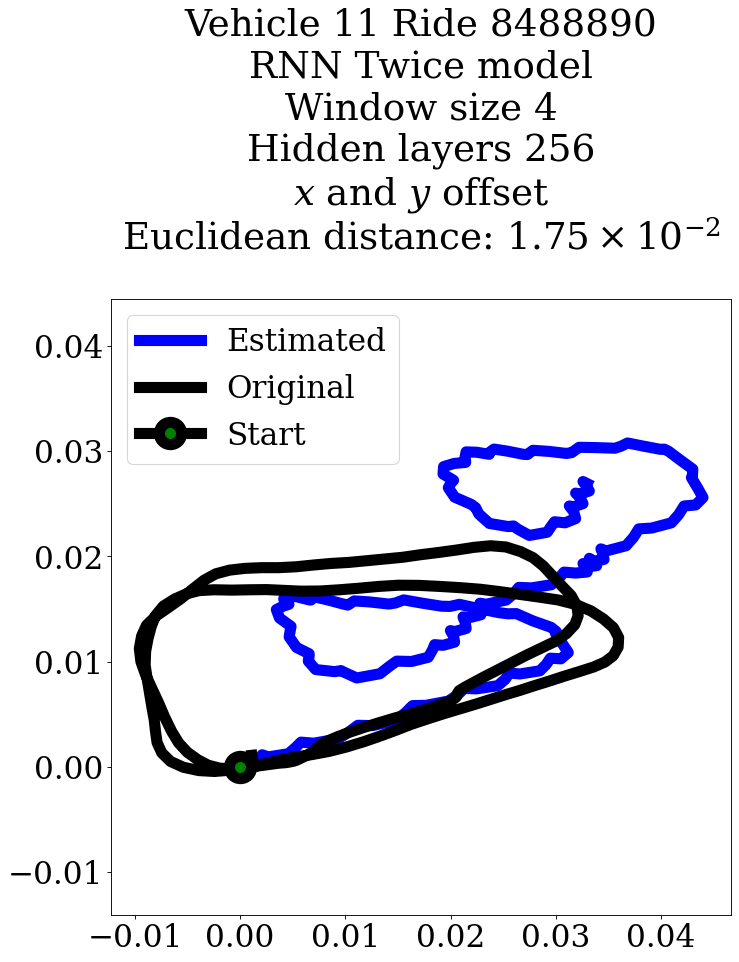 Vehicle 11 Ride 8488890
RNN Twice model
Window size 4
Hidden layers 256
x and y offset
Euclidean distance: 1.75 × 10⁻²
Estimated
Original
Start
0.04
0.03
0.02
0.01
0.00
−0.01
−0.01 0.00 0.01 0.02 0.03 0.04